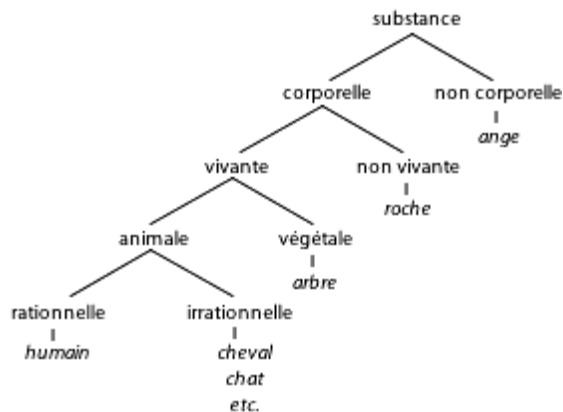 substance
corporelle non corporelle
ange
vivante non vivante
roche
animale végétale
arbre
rationnelle irrationnelle
humain cheval
chat
etc.